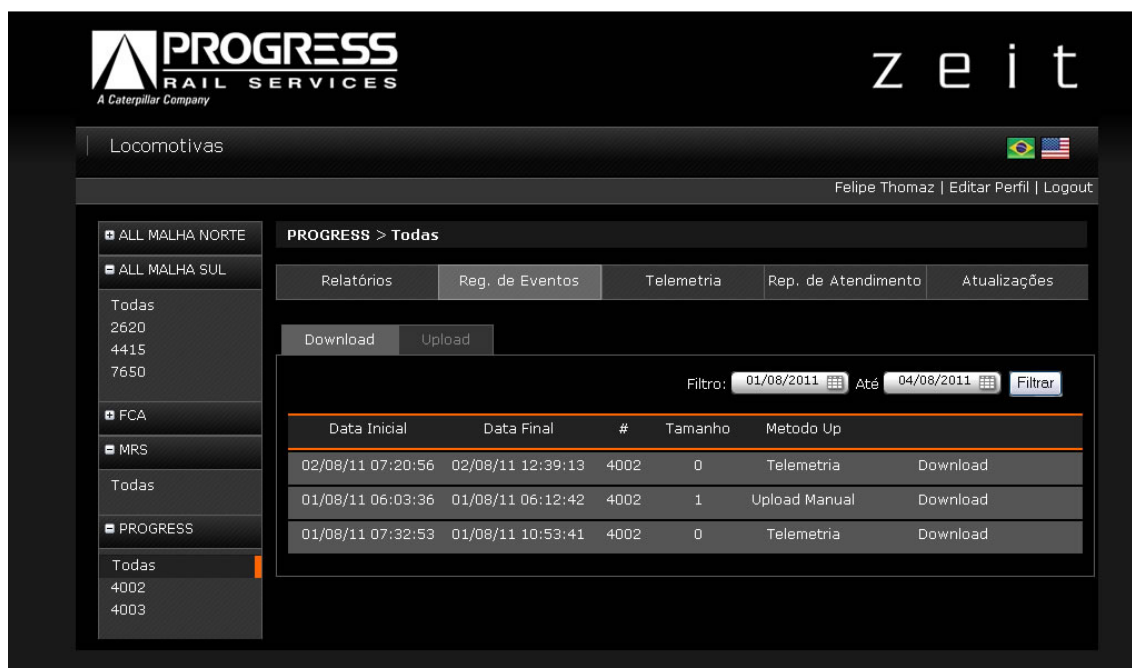 PROGRESS
RAIL SERVICES
A Caterpillar Company
zeit
Locomotivas
Felipe Thomaz | Editar Perfil | Logout
ALL MALHA NORTE
ALL MALHA SUL
Todas
2620
4415
7650
FCA
MRS
Todas
PROGRESS
Todas
4002
4003
PROGRESS > Todas
Relatórios Reg. de Eventos Telemetria Rep. de Atendimento Atualizações
Download Upload
Filtro: 01/08/2011 Até 04/08/2011 Filtrar
Data Inicial Data Final # Tamanho Metodo Up
02/08/11 07:20:56 02/08/11 12:39:13 4002 0 Telemetria Download
01/08/11 06:03:36 01/08/11 06:12:42 4002 1 Upload Manual Download
01/08/11 07:32:53 01/08/11 10:53:41 4002 0 Telemetria Download